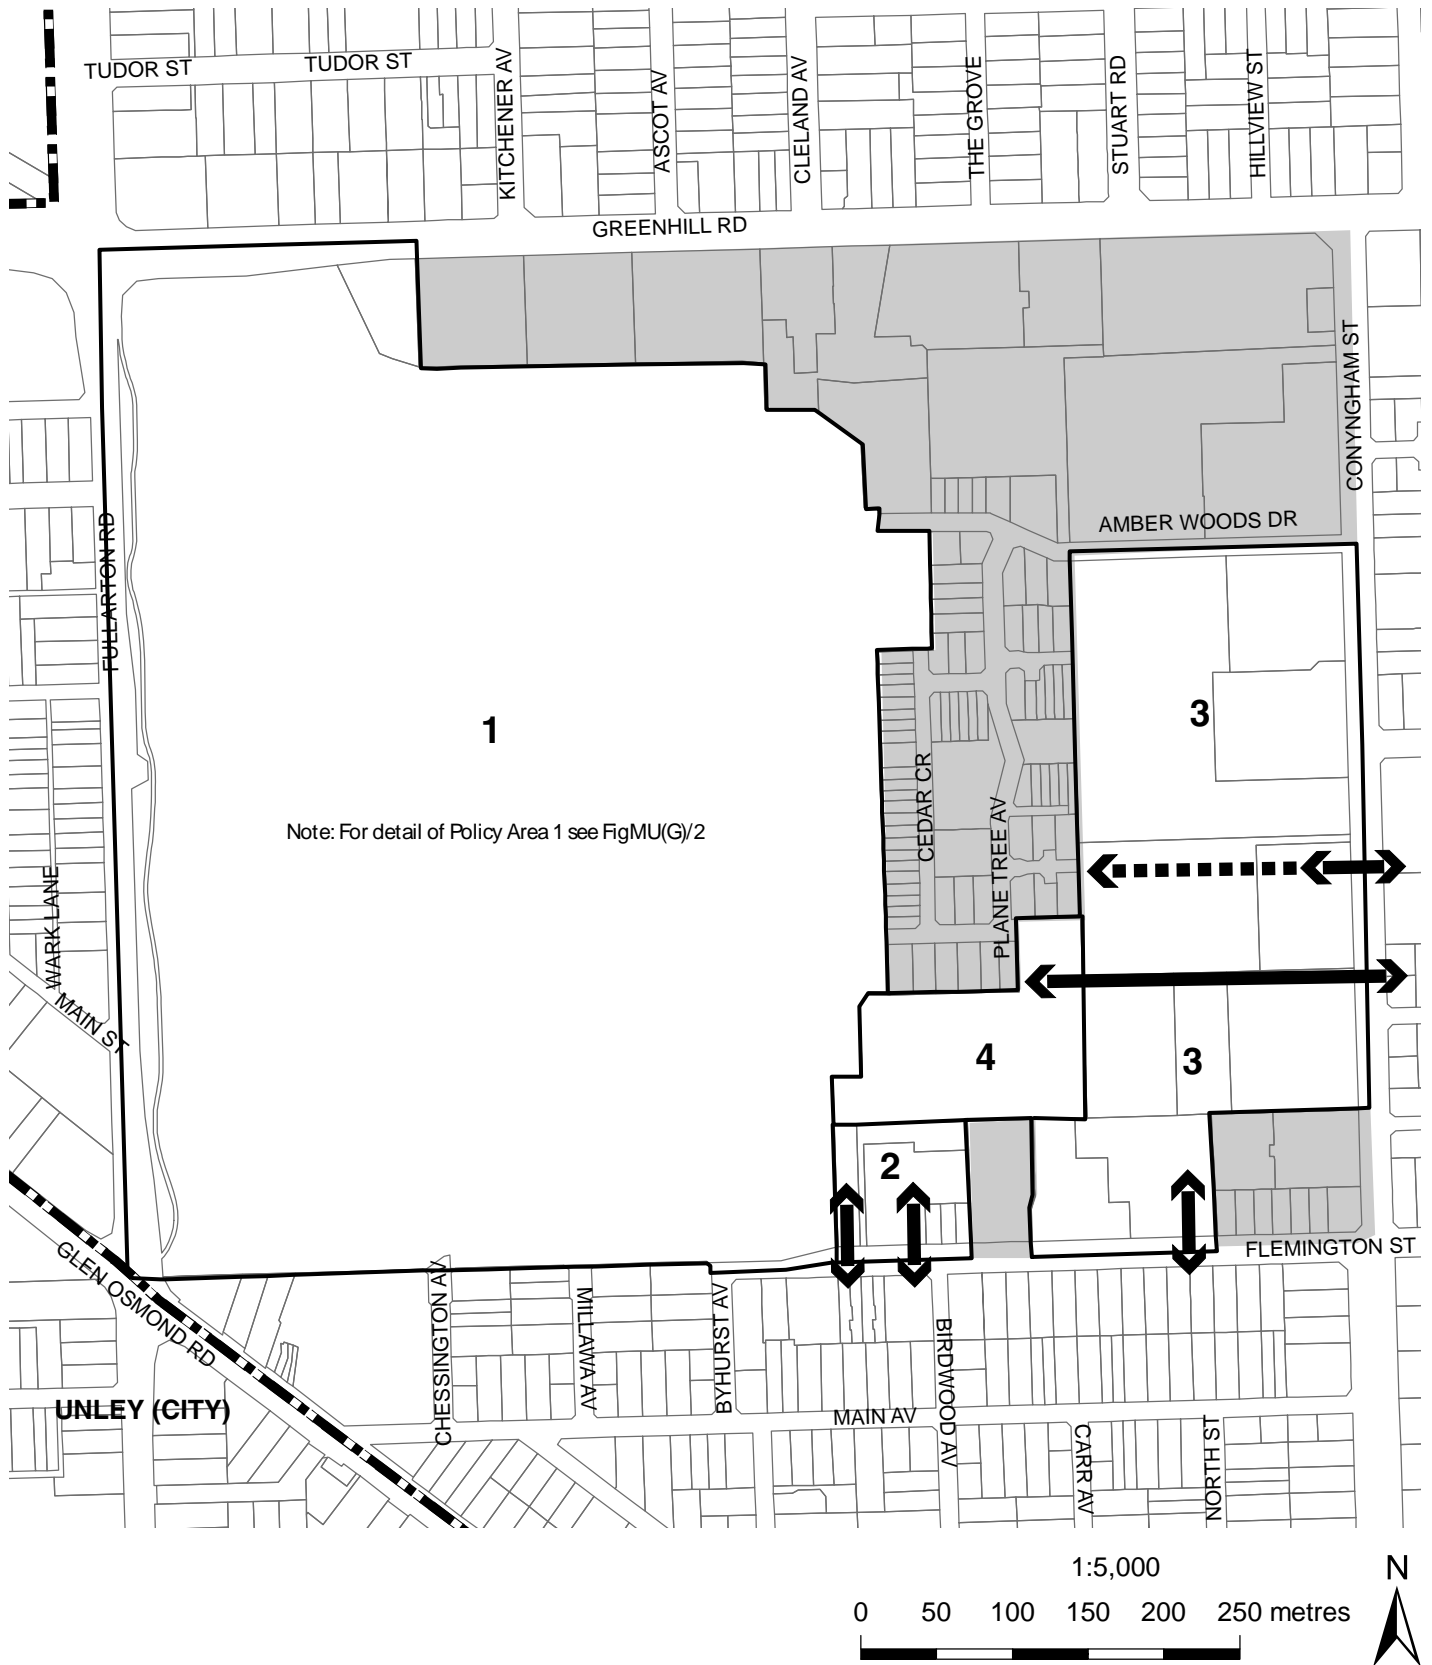 TUDOR ST
TUDOR ST
KITCHENER AV
ASCOT AV
CLELAND AV
THE GROVE
STUART RD
HILLVIEW ST
GREENHILL RD
CONYNGHAM ST
AMBER WOODS DR
FULLARTON RD
1
3
Note: For detail of Policy Area 1 see FigMU(G)/2
CEDAR CR
PLANE TREE AV
WARK LANE
MAIN ST
4
3
2
FLEMINGTON ST
GLEN OSMOND RD
CHESSINGTON AV
MILLAWA AV
BYHURST AV
BIRDWOOD AV
UNLEY (CITY)
MAIN AV
CARR AV
NORTH ST
1:5,000
N
0 50 100 150 200 250 metres